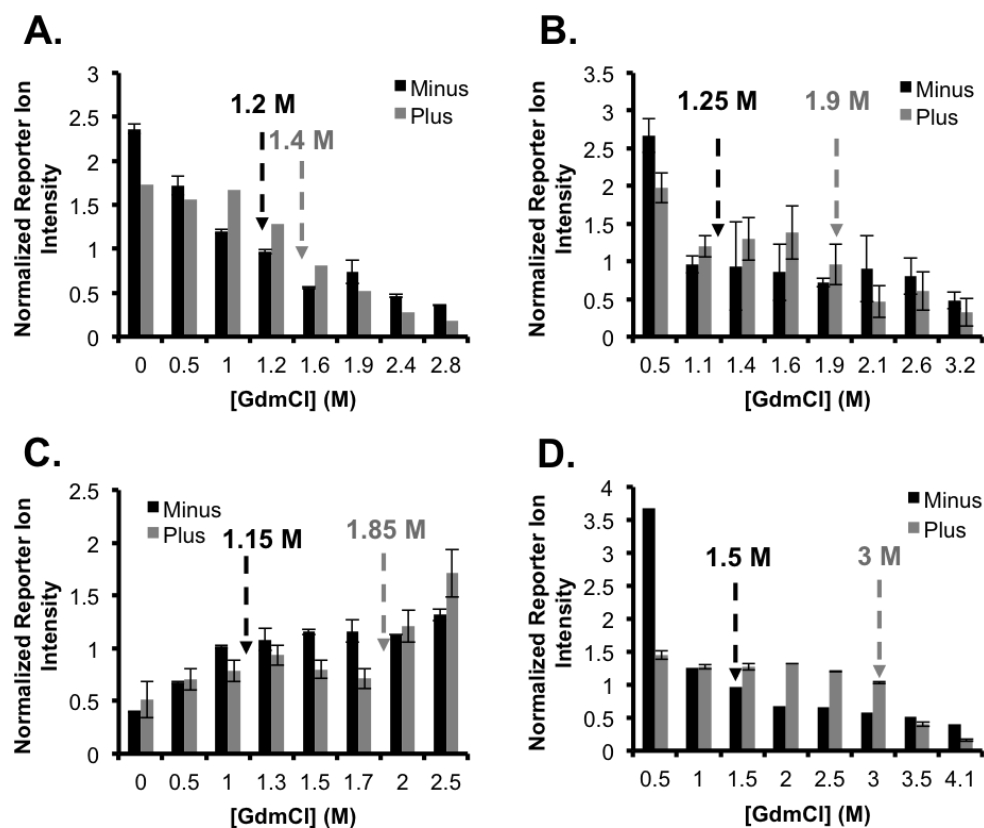 A.
Normalized Reporter Ion
Intensity
3
2.5
2
1.5
1
0.5
0
Minus
Plus
1.2 M
1.4 M
0 0.5 1 1.2 1.6 1.9 2.4 2.8
[GdmCl] (M)
B.
Normalized Reporter Ion
Intensity
3.5
3
2.5
2
1.5
1
0.5
0
Minus
Plus
1.25 M 1.9 M
0.5 1.1 1.4 1.6 1.9 2.1 2.6 3.2
[GdmCl] (M)
C.
Normalized Reporter Ion
Intensity
2.5
2
1.5
1
0.5
0
Minus
Plus
1.15 M 1.85 M
0 0.5 1 1.3 1.5 1.7 2 2.5
[GdmCl] (M)
D.
Normalized Reporter Ion
Intensity
4
3.5
3
2.5
2
1.5
1
0.5
0
Minus
Plus
1.5 M 3 M
0.5 1 1.5 2 2.5 3 3.5 4.1
[GdmCl] (M)